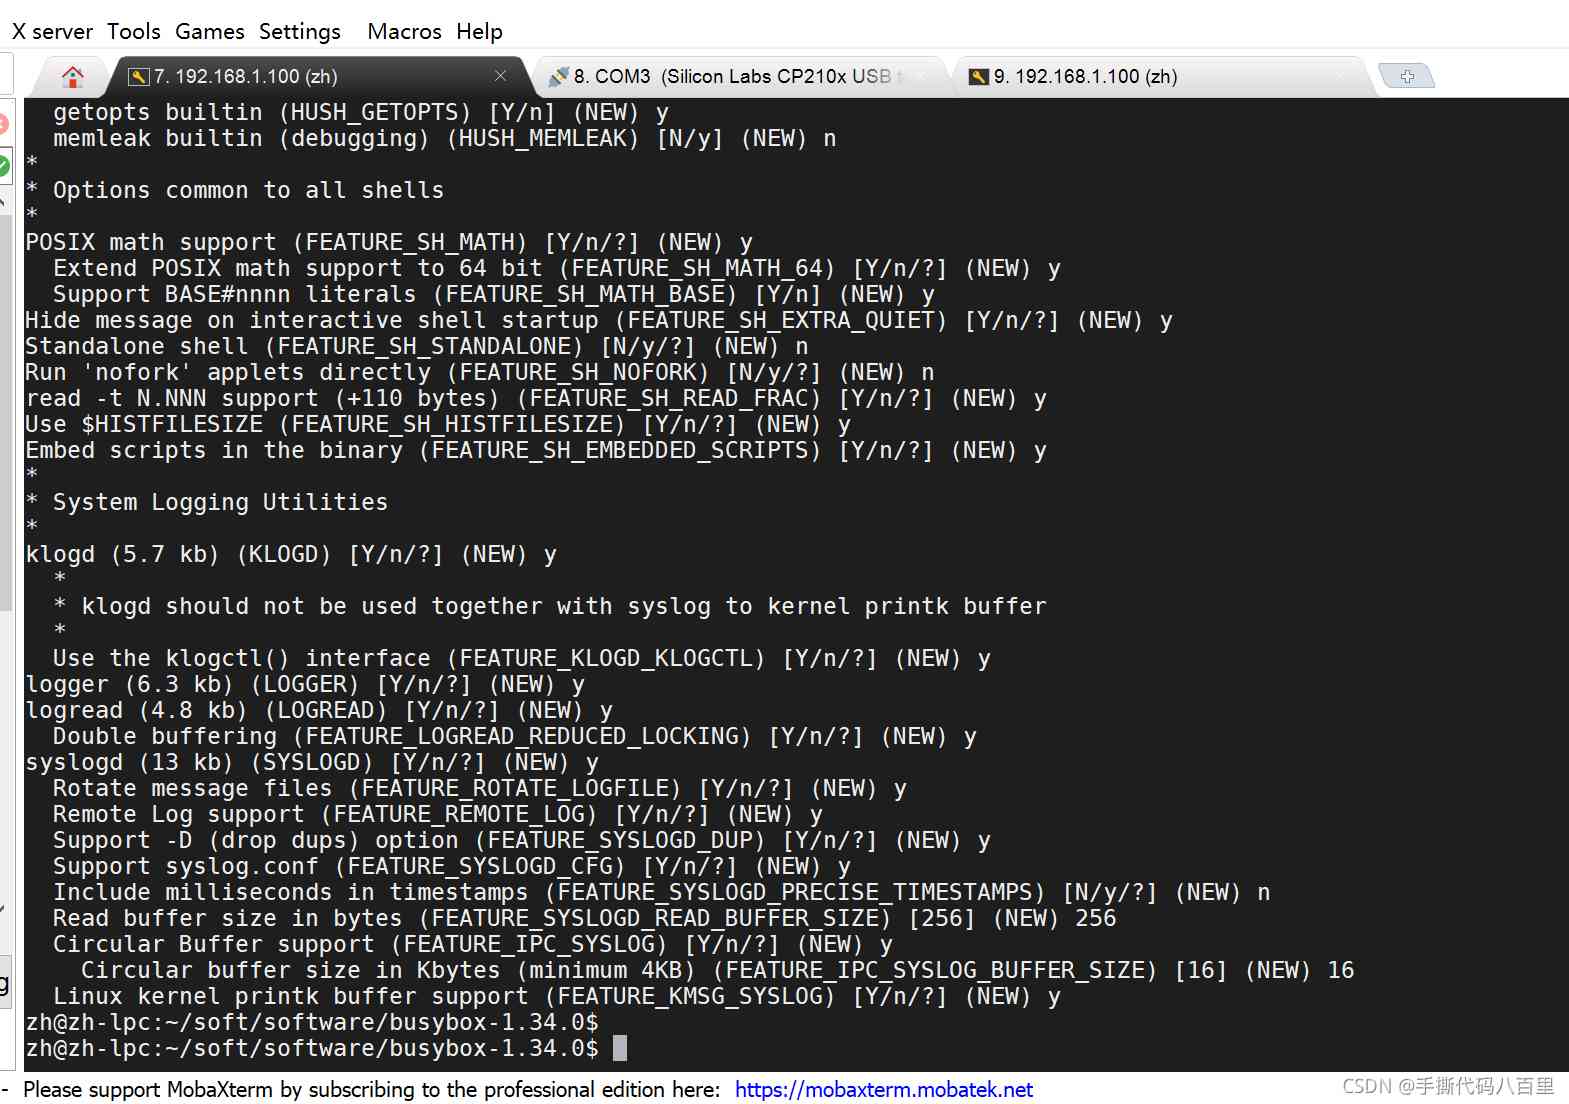 X server Tools Games Settings Macros Help
7. 192.168.1.100 (zh) 8. COM3 (Silicon Labs CP210x USB 9. 192.168.1.100 (zh)
getopts builtin (HUSH_GETOPTS) [Y/n] (NEW) y
memleak builtin (debugging) (HUSH_MEMLEAK) [N/y] (NEW) n
*
* Options common to all shells
*
POSIX math support (FEATURE_SH_MATH) [Y/n/?] (NEW) y
Extend POSIX math support to 64 bit (FEATURE_SH_MATH_64) [Y/n/?] (NEW) y
Support BASE#nnnn literals (FEATURE_SH_MATH_BASE) [Y/n] (NEW) y
Hide message on interactive shell startup (FEATURE_SH_EXTRA_QUIET) [Y/n/?] (NEW) y
Standalone shell (FEATURE_SH_STANDALONE) [N/y/?] (NEW) n
Run 'nofork' applets directly (FEATURE_SH_NOFORK) [N/y/?] (NEW) n
read -t N.NNN support (+110 bytes) (FEATURE_SH_READ_FRAC) [Y/n/?] (NEW) y
Use $HISTFILESIZE (FEATURE_SH_HISTFILESIZE) [Y/n/?] (NEW) y
Embed scripts in the binary (FEATURE_SH_EMBEDDED_SCRIPTS) [Y/n/?] (NEW) y
*
* System Logging Utilities
*
klogd (5.7 kb) (KLOGD) [Y/n/?] (NEW) y
*
* klogd should not be used together with syslog to kernel printk buffer
*
Use the klogctl() interface (FEATURE_KLOGD_KLOGCTL) [Y/n/?] (NEW) y
logger (6.3 kb) (LOGGER) [Y/n/?] (NEW) y
logread (4.8 kb) (LOGREAD) [Y/n/?] (NEW) y
Double buffering (FEATURE_LOGREAD_REDUCED_LOCKING) [Y/n/?] (NEW) y
syslogd (13 kb) (SYSLOGD) [Y/n/?] (NEW) y
Rotate message files (FEATURE_ROTATE_LOGFILE) [Y/n/?] (NEW) y
Remote Log support (FEATURE_REMOTE_LOG) [Y/n/?] (NEW) y
Support -D (drop dups) option (FEATURE_SYSLOGD_DUP) [Y/n/?] (NEW) y
Support syslog.conf (FEATURE_SYSLOGD_CFG) [Y/n/?] (NEW) y
Include milliseconds in timestamps (FEATURE_SYSLOGD_PRECISE_TIMESTAMPS) [N/y/?] (NEW) n
Read buffer size in bytes (FEATURE_SYSLOGD_READ_BUFFER_SIZE) [256] (NEW) 256
Circular Buffer support (FEATURE_IPC_SYSLOG) [Y/n/?] (NEW) y
Circular buffer size in Kbytes (minimum 4KB) (FEATURE_IPC_SYSLOG_BUFFER_SIZE) [16] (NEW) 16
Linux kernel printk buffer support (FEATURE_KMSG_SYSLOG) [Y/n/?] (NEW) y
zh@zh-lpc:~/soft/software/busybox-1.34.0$
zh@zh-lpc:~/soft/software/busybox-1.34.0$
- Please support MobaXterm by subscribing to the professional edition here: https://mobaxterm.mobatek.net
CSDN @手撕代码八百里